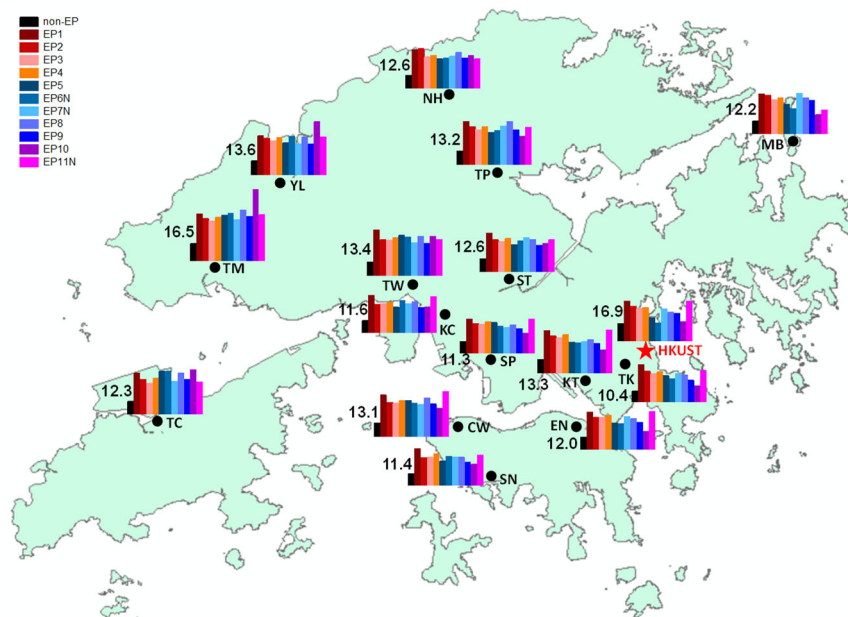 non-EP
EP1
EP2
EP3
EP4
EP5
EP6N
EP7N
EP8
EP9
EP10
EP11N
12.6
NH
12.2
MB
13.2
TP
13.6
YL
16.5
TM
13.4
TW
12.6
ST
11.6
KC
16.9
HKUST
11.3
SP
13.3
KT
TK
10.4
12.3
TC
13.1
CW
EN
12.0
11.4
SN